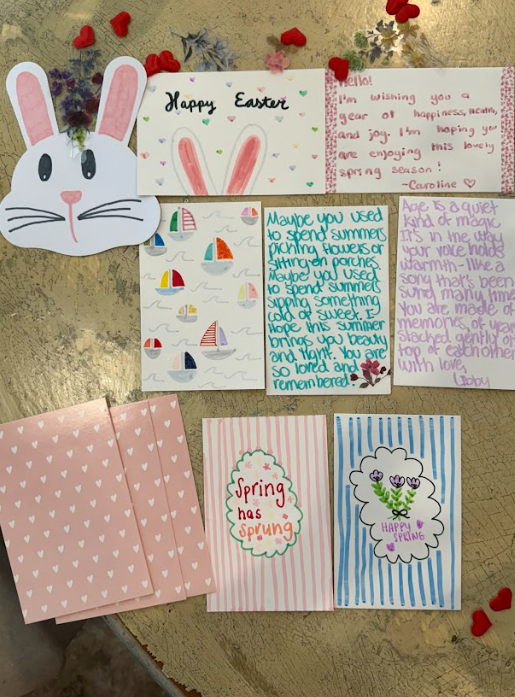 Happy Easter
Hello!
I'm wishing you a
year of happiness, health,
and joy. I'm hoping you
are enjoying this lovely
spring season!
~Caroline ♡
Maybe you used
to spend summers
picking flowers or
sitting on porches.
Maybe you used
to spend summers
sipping something
cold or sweet. I
hope this summer
brings you beauty
and light. You are
so loved and
remembered!
Age is a quiet
kind of magic
It's in the way
your voice holds
warmth-like a
song that's been
sung many times
You are made of
memories, of years
stacked gently on
top of eachother
with love,
Libby
Spring
has
sprung
HAPPY
SPRING